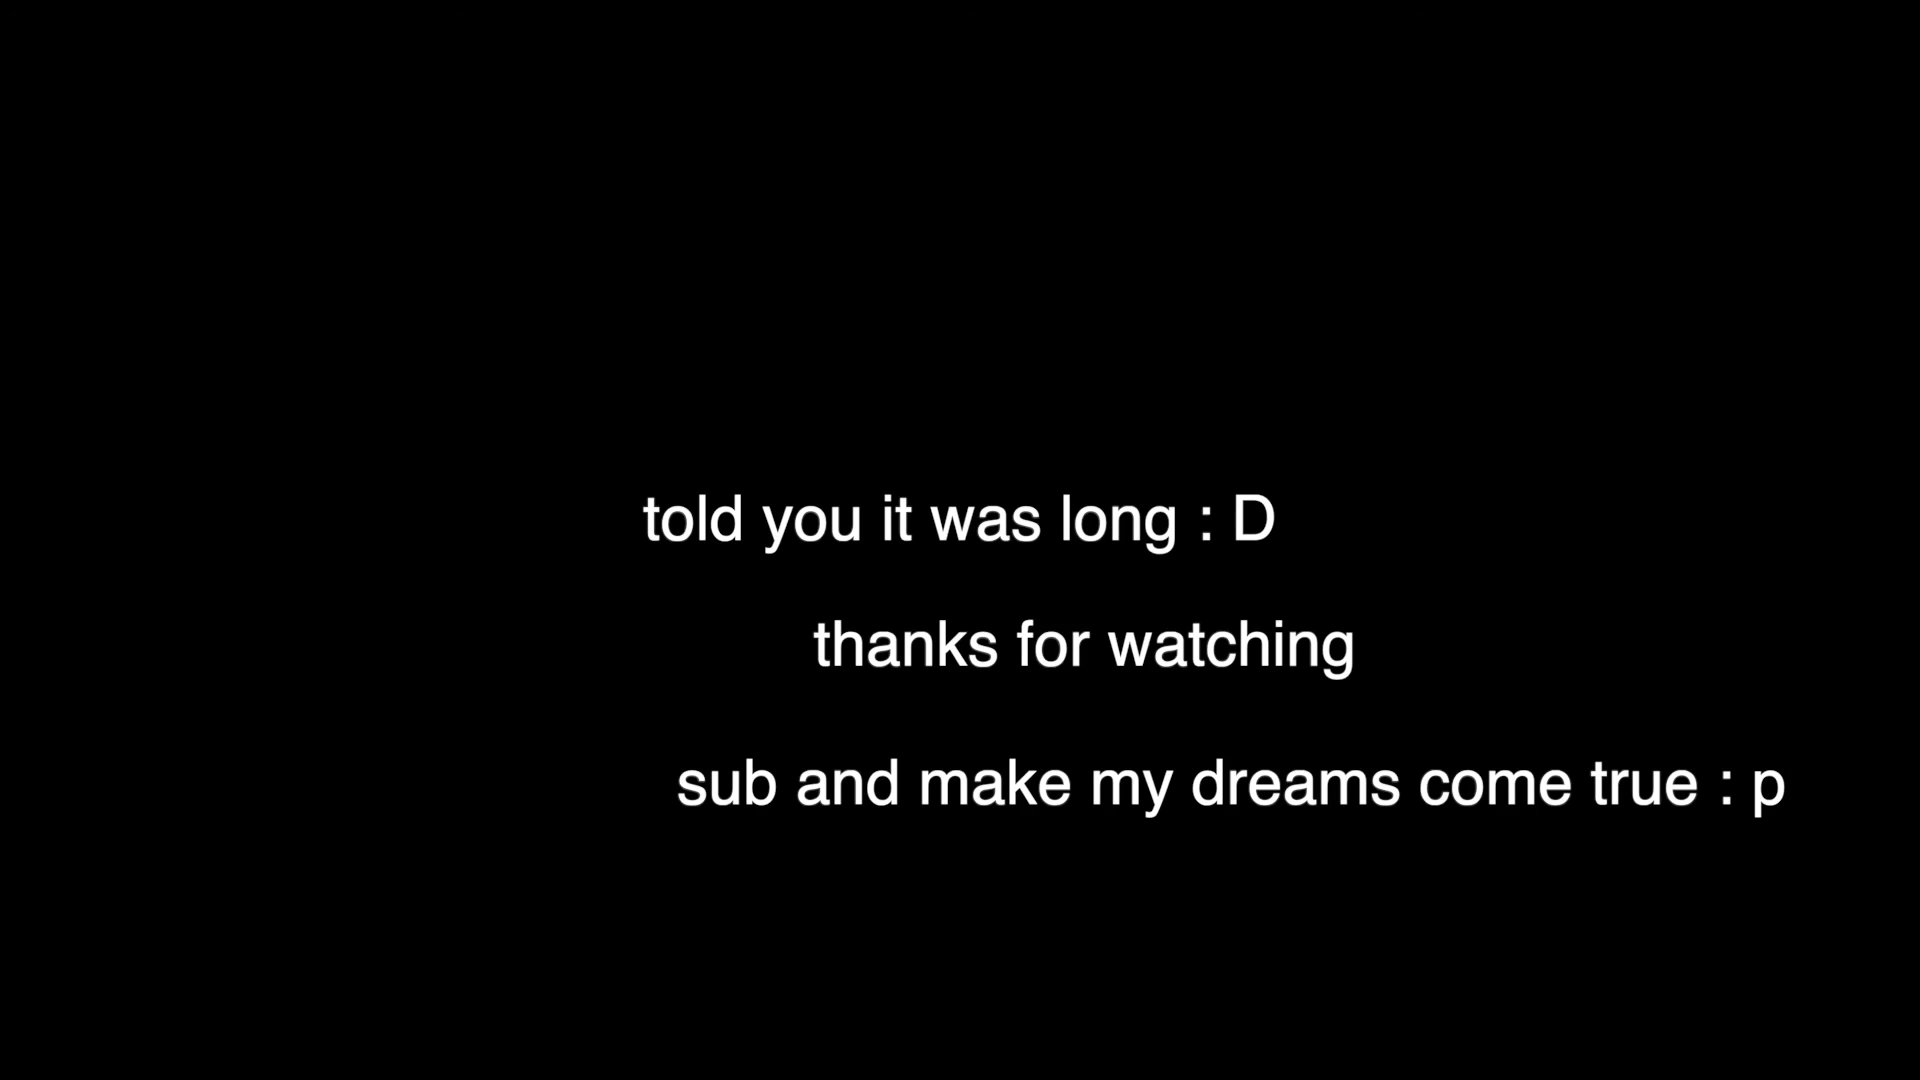 told you it was long : D
thanks for watching
sub and make my dreams come true : p